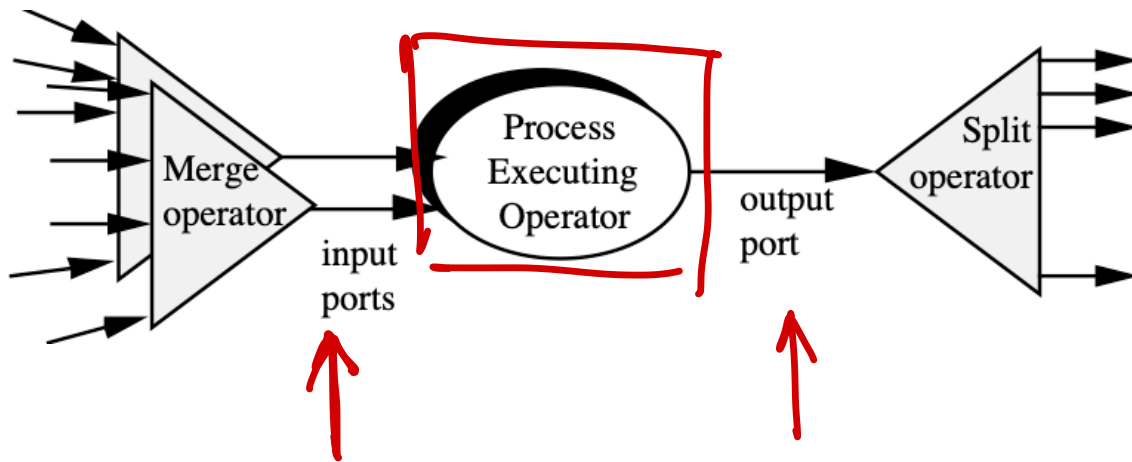 Merge
operator
input
ports
Process
Executing
Operator
output
port
Split
operator